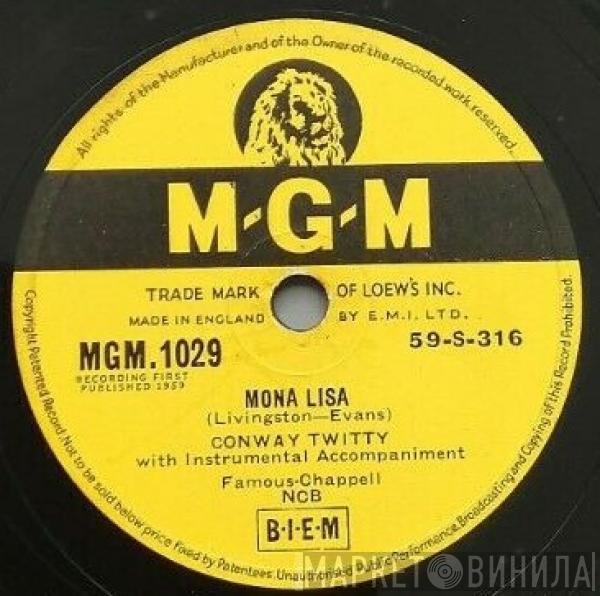 All rights of the Manufacturer and of the Owner of the recorded work reserved.
M-G-M
TRADE MARK OF LOEW'S INC.
MADE IN ENGLAND BY E.M.I. LTD.
MGM.1029
59-S-316
RECORDING FIRST
PUBLISHED 1959
MONA LISA
(Livingston—Evans)
CONWAY TWITTY
with Instrumental Accompaniment
Famous-Chappell
NCB
B·I·E·M
Copyright Patented Record. Not to be sold below price fixed by Patentees. Unauthorised Public Performance, Broadcasting and Copying of this Record Prohibited.
МАРКЕТ ВИНИЛА